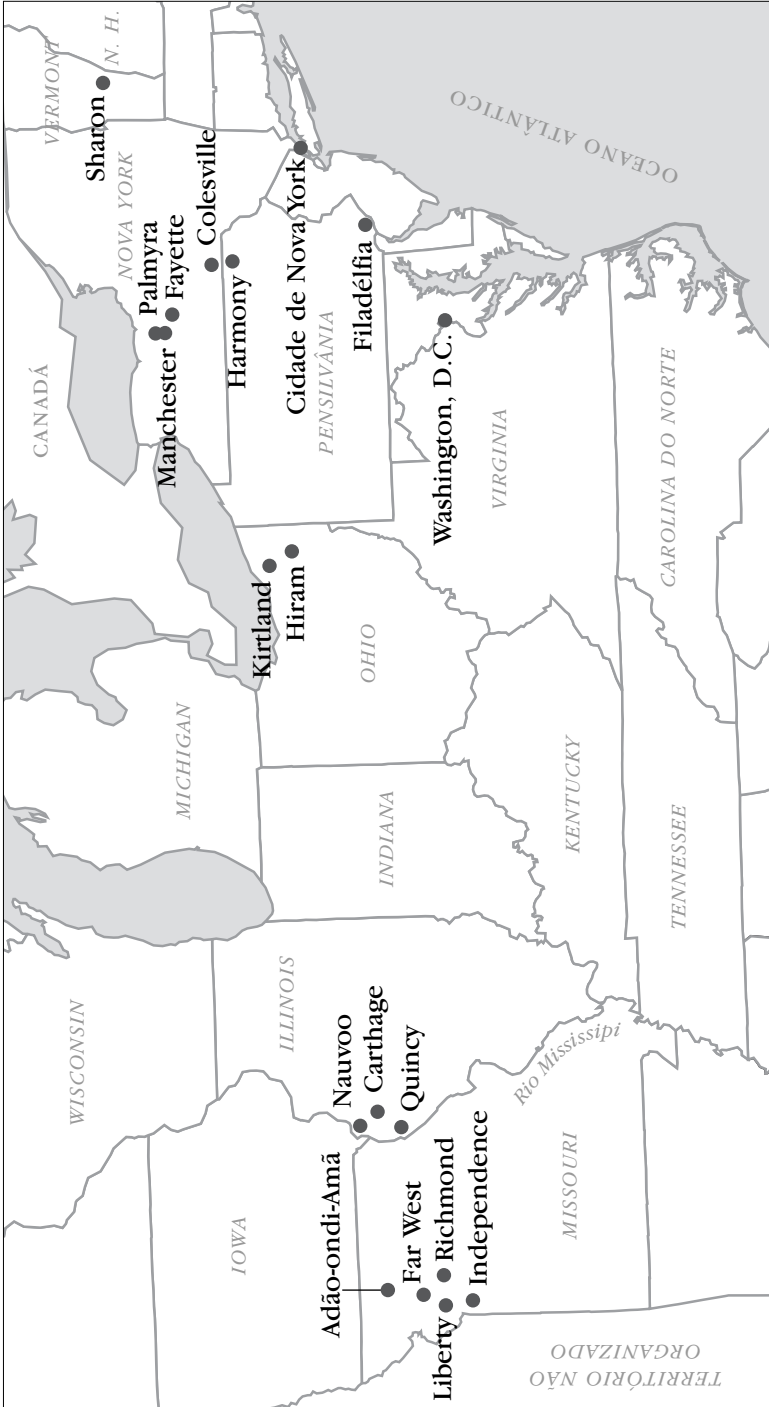 CANADÁ
VERMONT
N. H.
Sharon
NOVA YORK
Palmyra
Fayette
Manchester
Colesville
Harmony
Cidade de Nova York
PENSILVÂNIA
Filadélfia
OCEANO ATLÂNTICO
Washington, D.C.
VIRGINIA
CAROLINA DO NORTE
Kirtland
Hiram
OHIO
MICHIGAN
INDIANA
KENTUCKY
TENNESSEE
WISCONSIN
ILLINOIS
Nauvoo
Carthage
Quincy
Rio Mississipi
IOWA
Adão-ondi-Amã
Far West
Richmond
Liberty
Independence
MISSOURI
TERRITÓRIO NÃO
ORGANIZADO